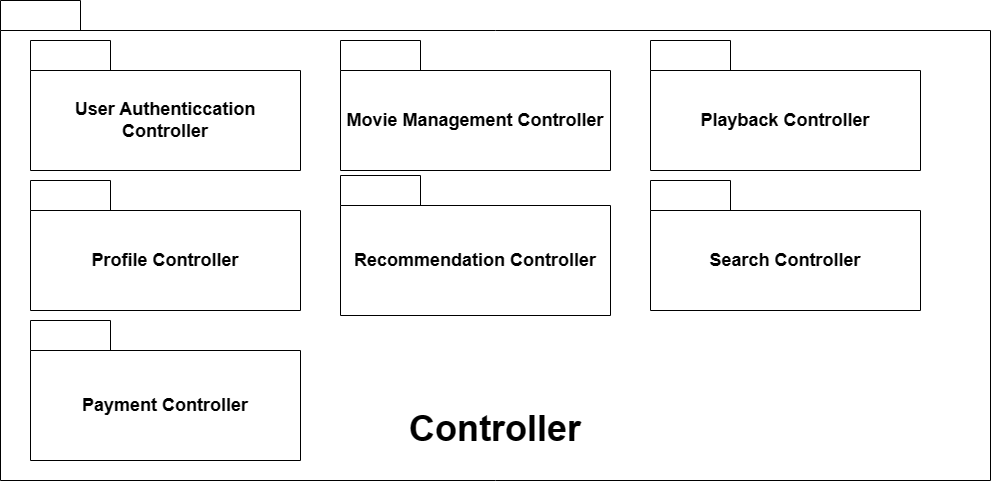 User Authenticcation
Controller
Movie Management Controller
Playback Controller
Profile Controller
Recommendation Controller
Search Controller
Payment Controller
Controller